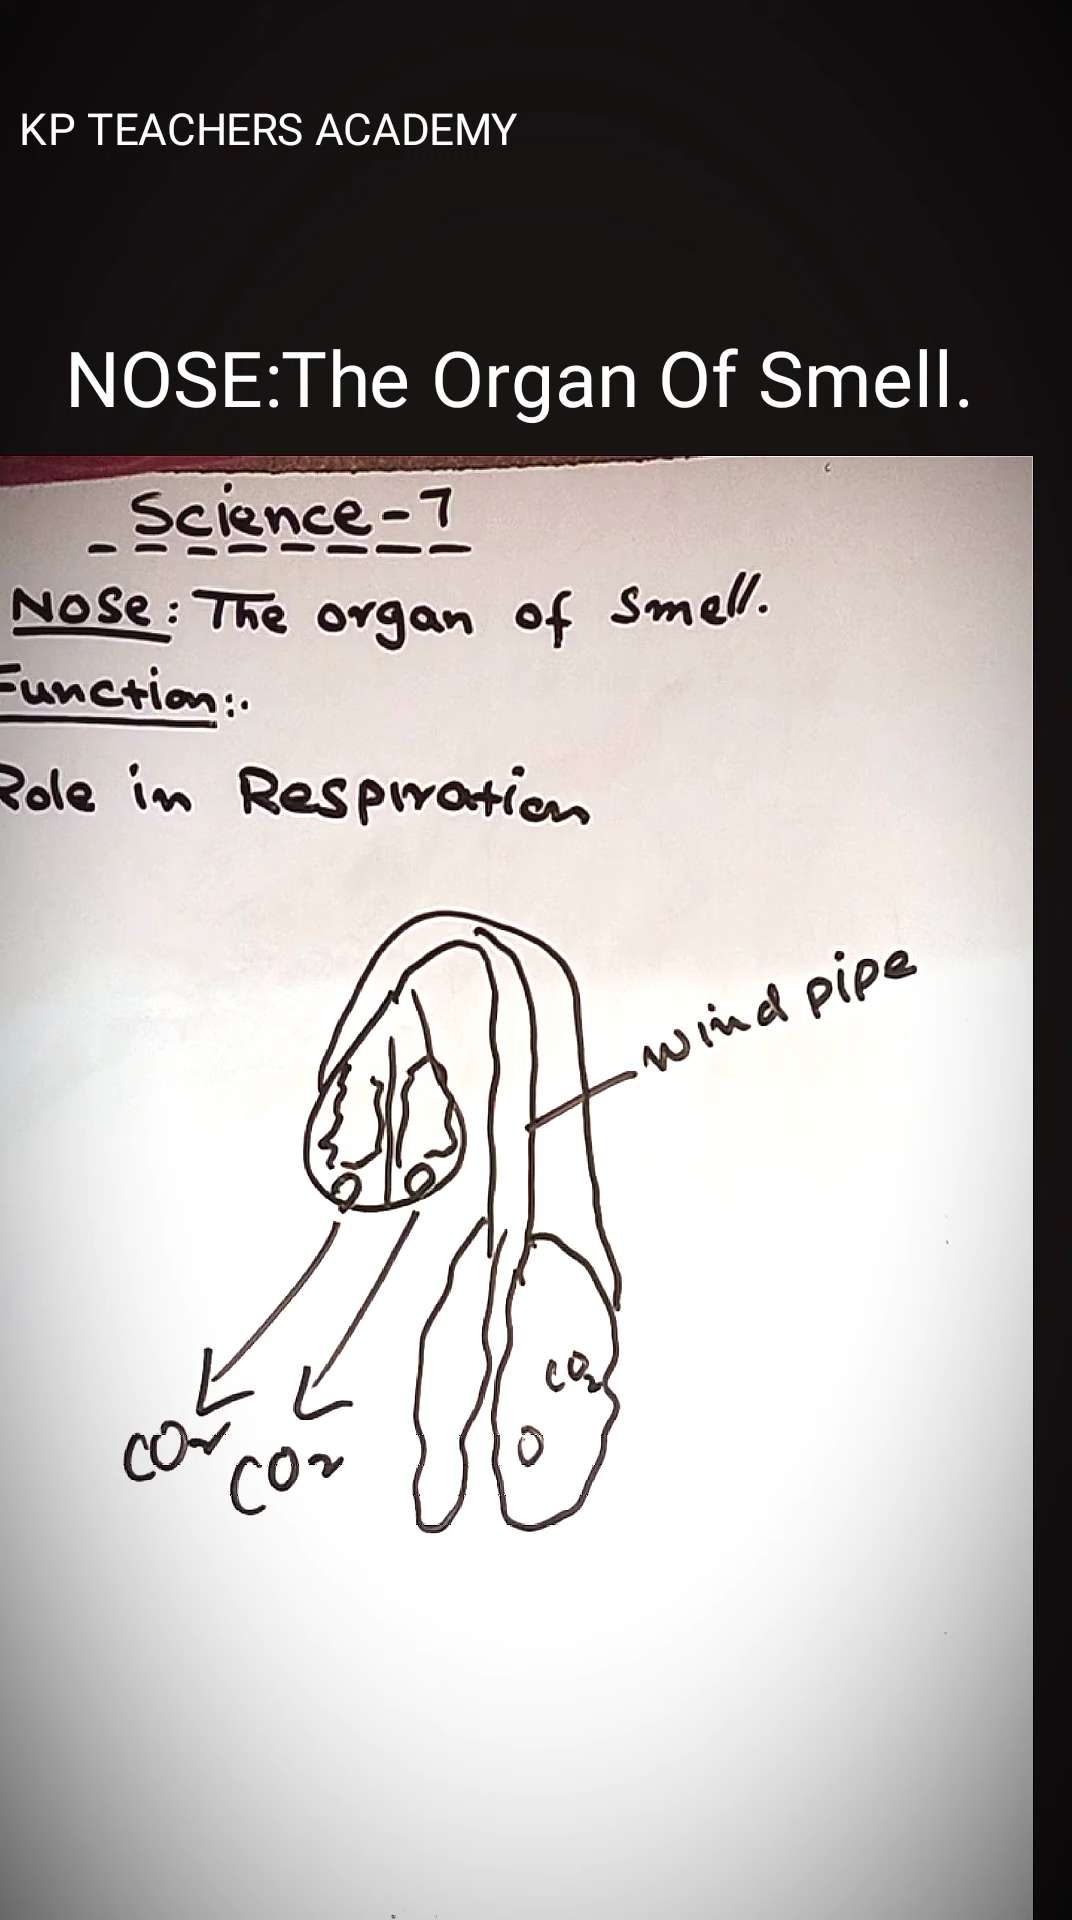 KP TEACHERS ACADEMY
NOSE:The Organ Of Smell.
Science-7
NOSE: The organ of Smell.
Function:.
Role in Respiration
wind pipe
CO2
O
CO2 CO2